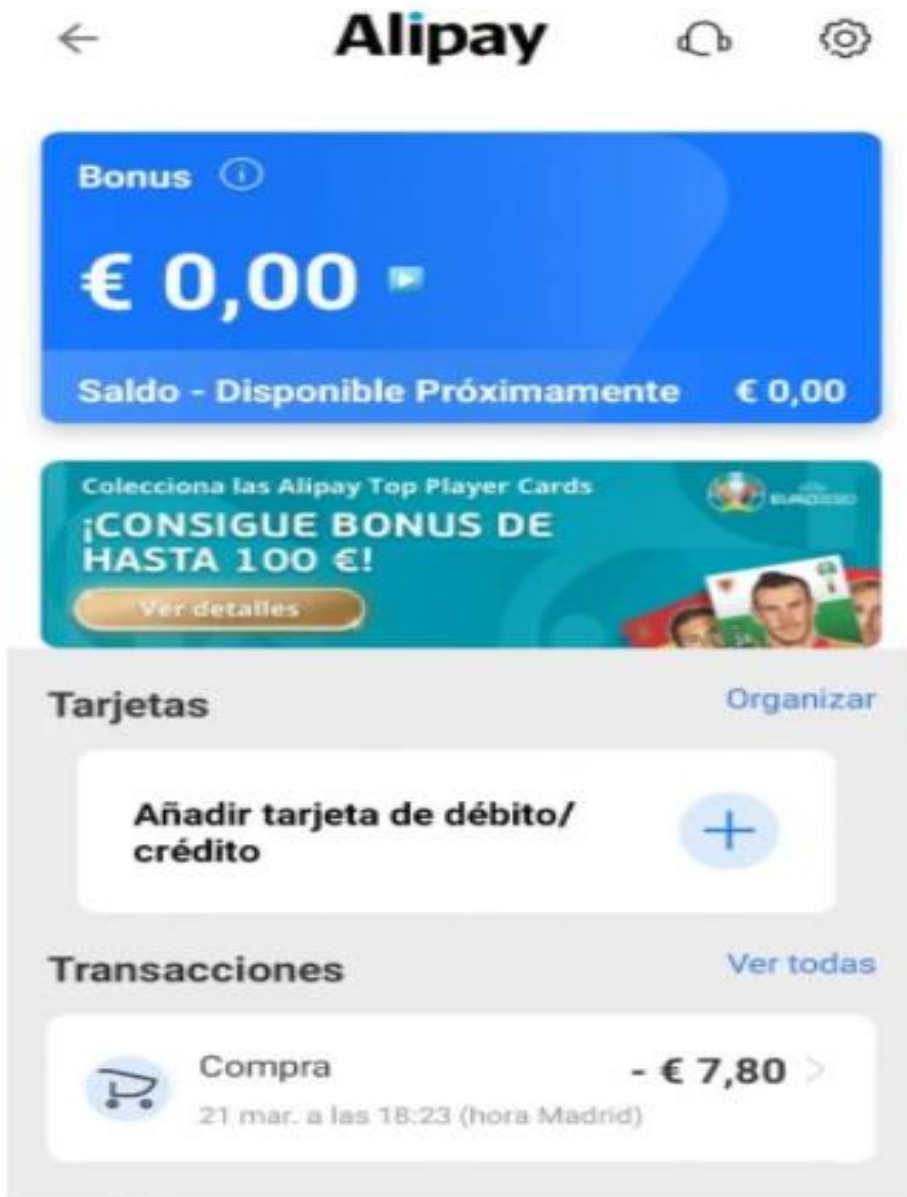 Alipay
Bonus
€ 0,00
Saldo - Disponible Próximamente € 0,00
Colecciona las Alipay Top Player Cards
¡CONSIGUE BONUS DE
HASTA 100 €!
Ver detalles
EURO2020
Tarjetas
Organizar
Añadir tarjeta de débito/
crédito
Transacciones
Ver todas
Compra
- € 7,80
21 mar. a las 18:23 (hora Madrid)